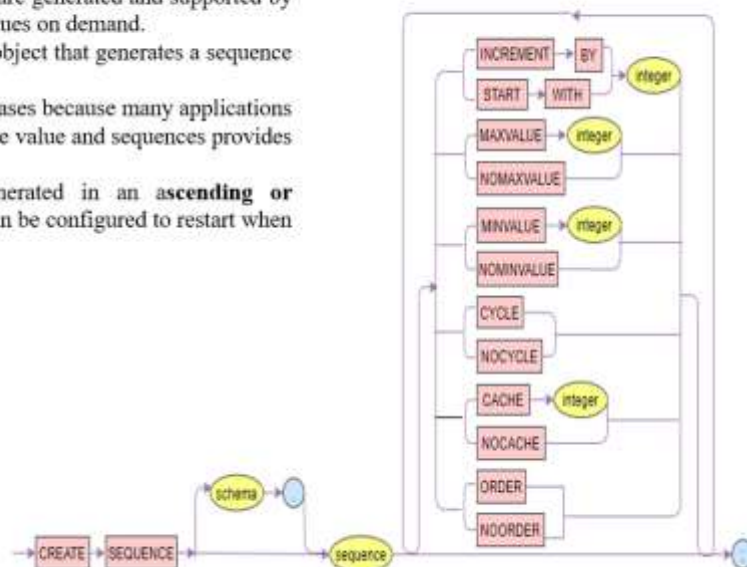 are generated and supported by
ues on demand.
object that generates a sequence
ases because many applications
e value and sequences provides
nerated in an ascending or
n be configured to restart when
INCREMENT BY
integer
START WITH
MAXVALUE integer
NOMAXVALUE
MINVALUE integer
NOMINVALUE
CYCLE
NOCYCLE
CACHE integer
NOCACHE
ORDER
NOORDER
schema .
CREATE SEQUENCE sequence ;